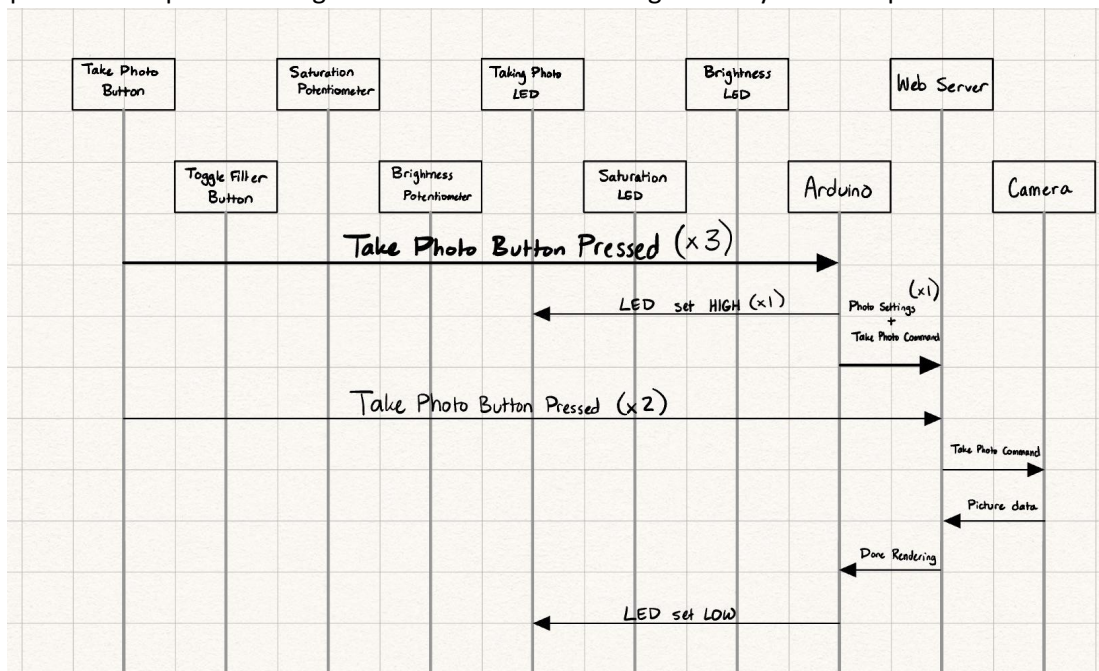 Take Photo
Button
Saturation
Potentiometer
Taking Photo
LED
Brightness
LED
Web Server
Toggle Filter
Button
Brightness
Potentiometer
Saturation
LED
Arduino
Camera
Take Photo Button Pressed (x3)
LED set HIGH (x1)
(x1)
Photo Settings
+
Take Photo Command
Take Photo Button Pressed (x2)
Take Photo Command
Picture data
Done Rendering
LED set LOW